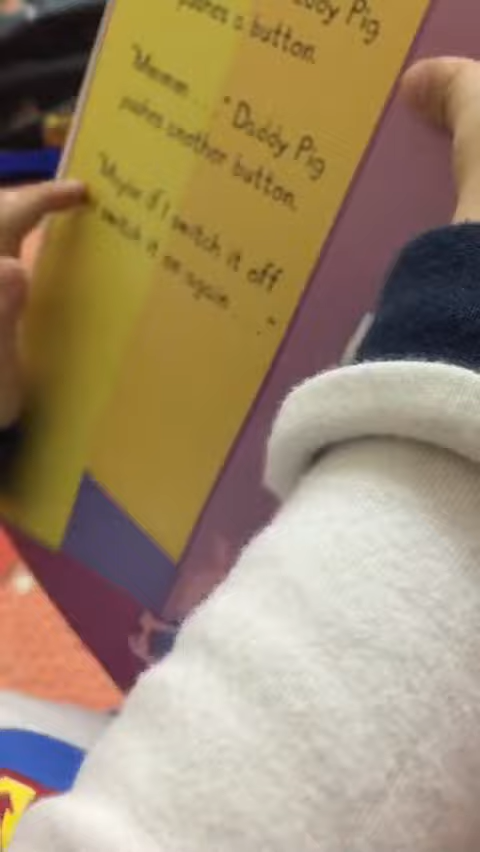 Daddy Pig
pushes a button.
"Mmmm . . ." Daddy Pig
pushes another button.
"Maybe if I switch it off
switch it on again . . ."